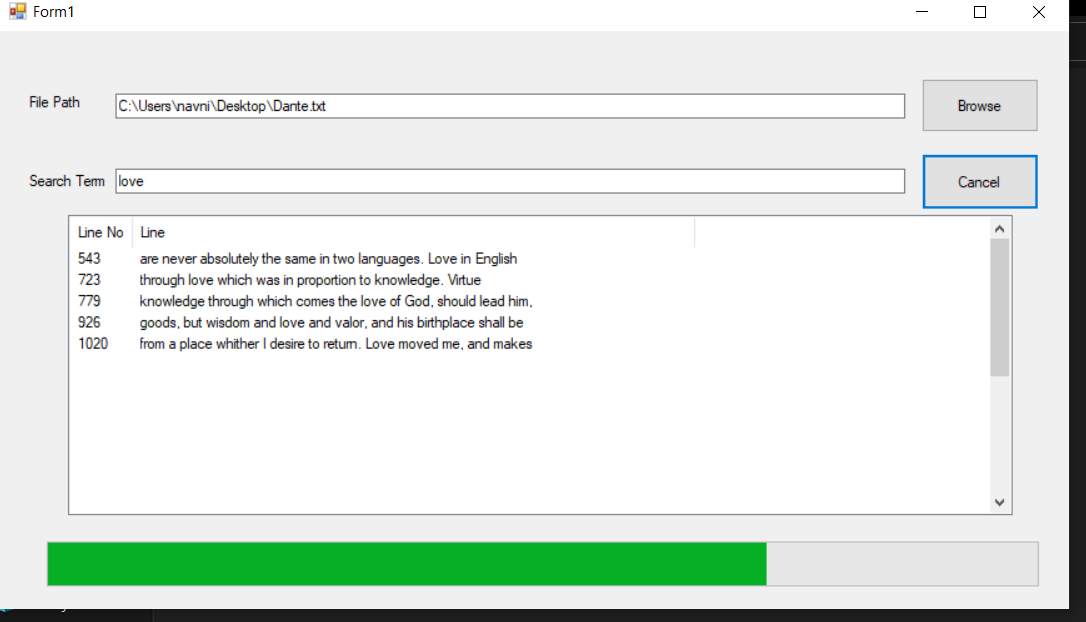 Form1
File Path
C:\Users\navni\Desktop\Dante.txt
Browse
Search Term
love
Cancel
Line No Line
543 are never absolutely the same in two languages. Love in English
723 through love which was in proportion to knowledge. Virtue
779 knowledge through which comes the love of God, should lead him,
926 goods, but wisdom and love and valor, and his birthplace shall be
1020 from a place whither I desire to return. Love moved me, and makes